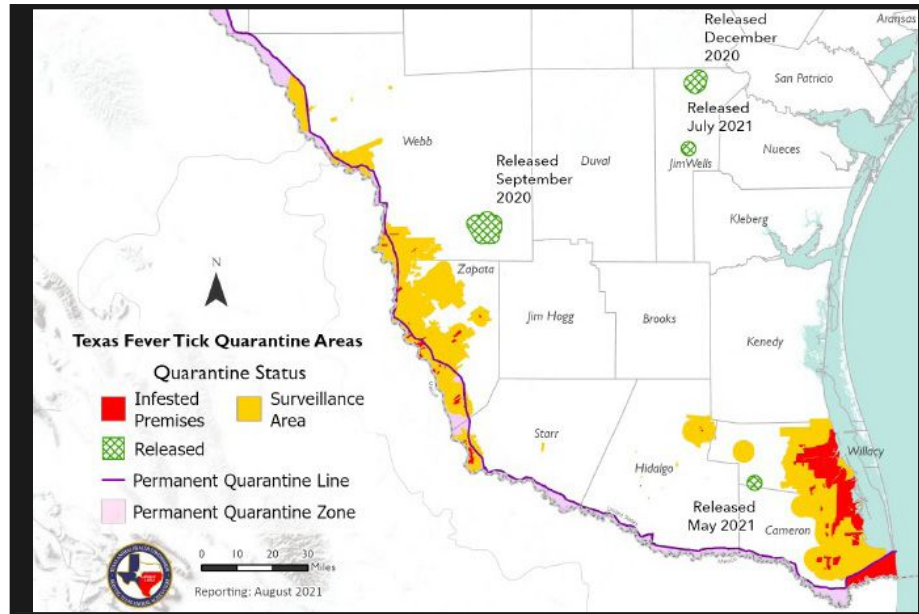 Released
December
2020
Aransas
San Patricio
Released
July 2021
Webb
Released
September
2020
Duval
Jim Wells
Nueces
Kleberg
N
Zapata
Jim Hogg
Brooks
Kenedy
Texas Fever Tick Quarantine Areas
Quarantine Status
Infested
Premises
Surveillance
Area
Released
Permanent Quarantine Line
Permanent Quarantine Zone
Starr
Hidalgo
Willacy
Released
May 2021
Cameron
0 10 20 30
Miles
Reporting: August 2021